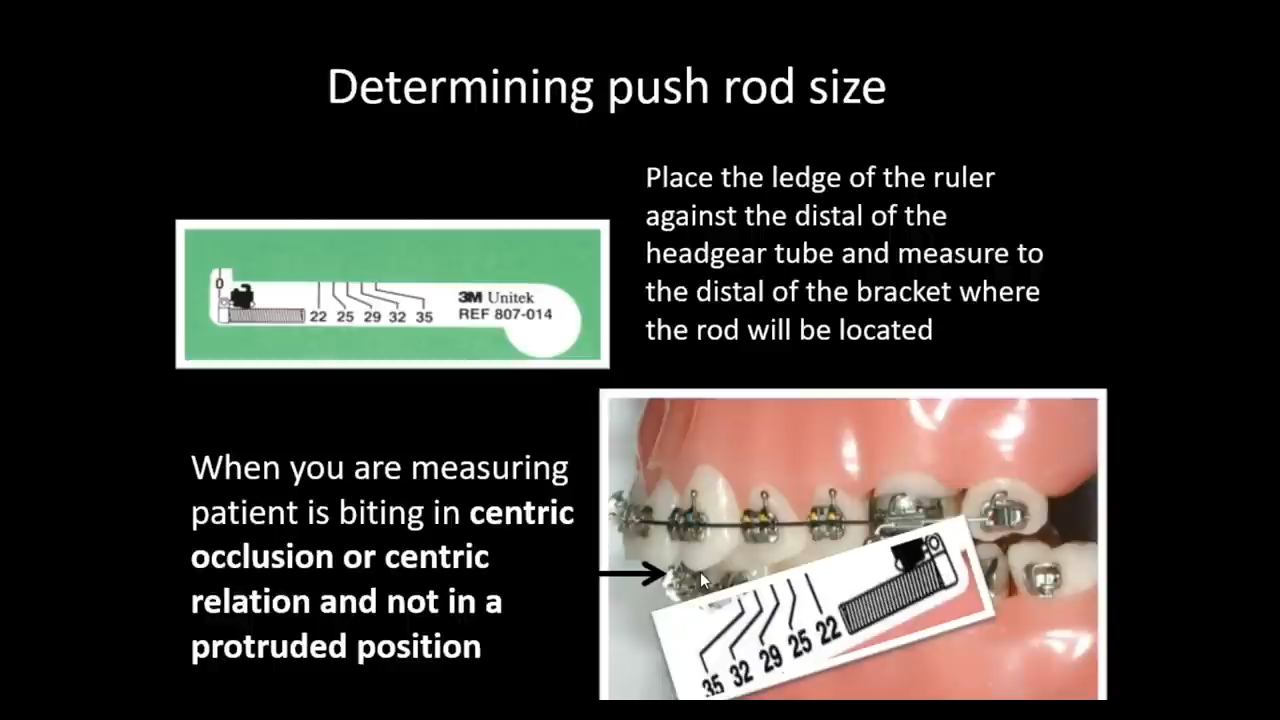 Determining push rod size
Place the ledge of the ruler
against the distal of the
headgear tube and measure to
the distal of the bracket where
the rod will be located
0
3M Unitek
22 25 29 32 35
REF 807-014
When you are measuring
patient is biting in centric
occlusion or centric
relation and not in a
protruded position
35 32 29 25 22